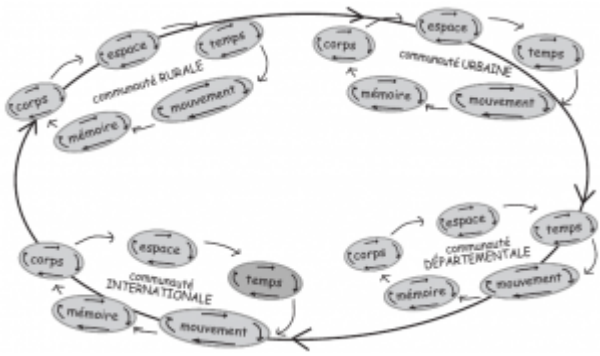 corps
espace
temps
mouvement
mémoire
communauté RURALE
corps
espace
temps
mouvement
mémoire
communauté URBAINE
corps
espace
temps
mouvement
mémoire
communauté
DÉPARTEMENTALE
corps
espace
temps
mouvement
mémoire
communauté
INTERNATIONALE